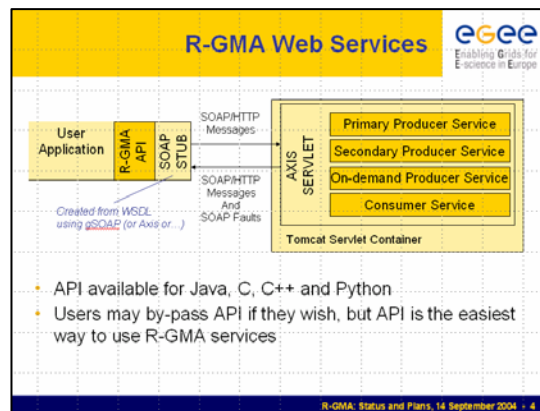 R-GMA Web Services
egee
Enabling Grids for
E-science in Europe
User
Application
R-GMA
API
SOAP
STUB
SOAP/HTTP
Messages
SOAP/HTTP
Messages
And
SOAP Faults
Created from WSDL
using gSOAP (or Axis or…)
AXIS
SERVLET
Primary Producer Service
Secondary Producer Service
On-demand Producer Service
Consumer Service
Tomcat Servlet Container
• API available for Java, C, C++ and Python
• Users may by-pass API if they wish, but API is the easiest
way to use R-GMA services
R-GMA: Status and Plans, 14 September 2004 - 4